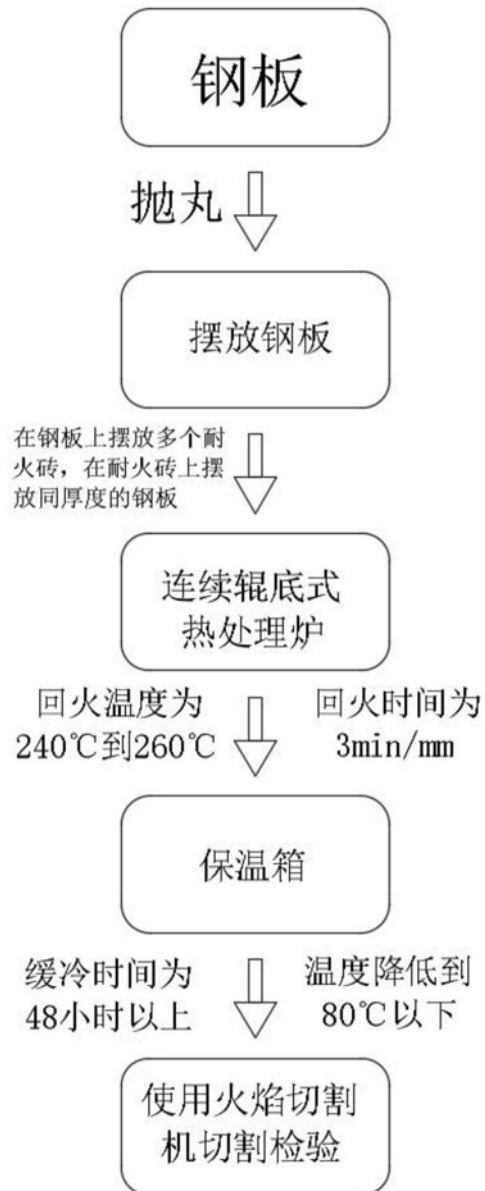 钢板
抛丸
摆放钢板
在钢板上摆放多个耐
火砖，在耐火砖上摆
放同厚度的钢板
连续辊底式
热处理炉
回火温度为
240℃到260℃
回火时间为
3min/mm
保温箱
缓冷时间为
48小时以上
温度降低到
80℃以下
使用火焰切割
机切割检验